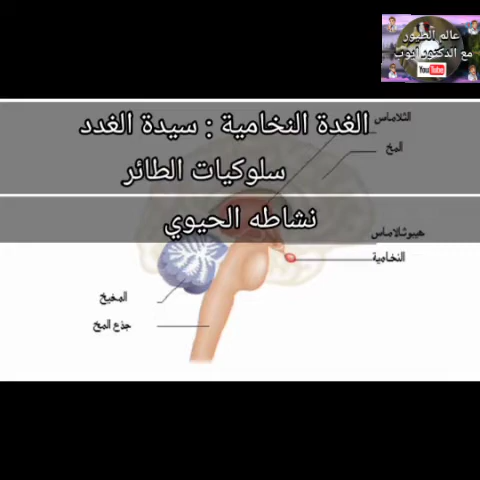 عالم الطيور
مع الدكتور أيوب
YouTube
الثلاماس
الغدة النخامية : سيدة الغدد
المخ
سلوكيات الطائر
نشاطه الحيوي
هيبوثلاماس
النخامية
المخيخ
جذع المخ